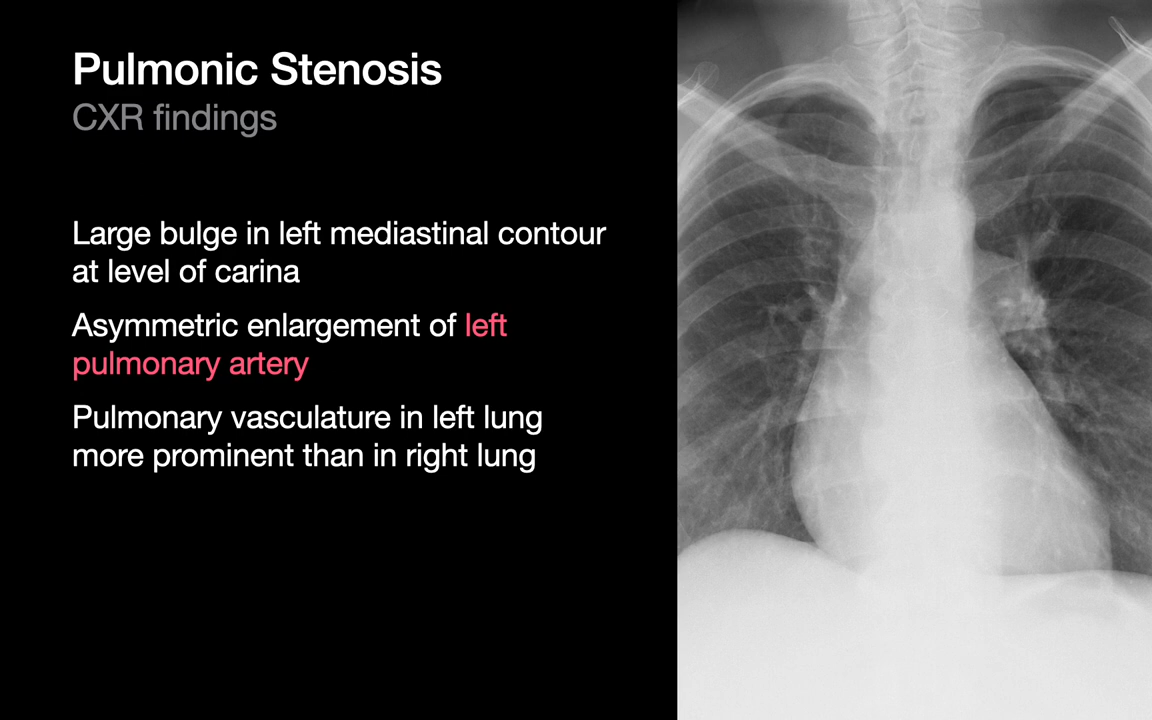 Pulmonic Stenosis
CXR findings
Large bulge in left mediastinal contour
at level of carina
Asymmetric enlargement of left
pulmonary artery
Pulmonary vasculature in left lung
more prominent than in right lung